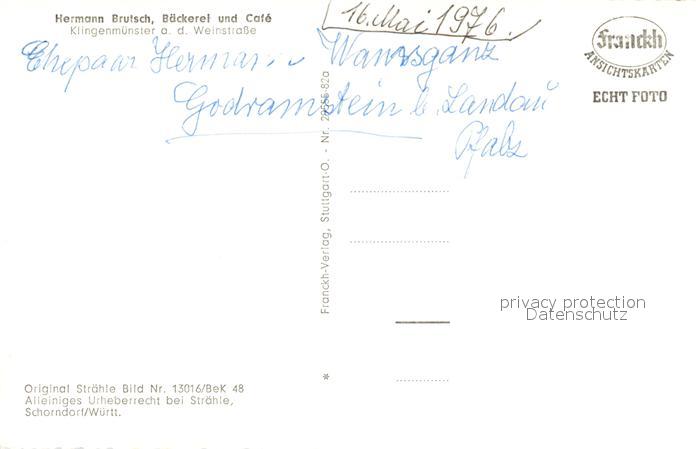 Hermann Brutsch, Bäckerei und Café
Klingenmünster a. d. Weinstraße
16. Mai 1976.
Ehepaar Hermann Wamsganz
Godramstein b. Landau
Pfalz
Franckh
ANSICHTSKARTEN
ECHT FOTO
Franckh-Verlag, Stuttgart-O. - Nr.
privacy protection
Datenschutz
*
Original Strähle Bild Nr. 13016/BeK 48
Alleiniges Urheberrecht bei Strähle,
Schorndorf/Württ.